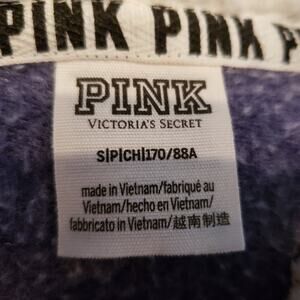 PINK PINK P
PINK
VICTORIA'S SECRET
S|P|CH|170/88A
made in Vietnam/fabriqué au
Vietnam/hecho en Vietnam/
fabbricato in Vietnam/越南制造